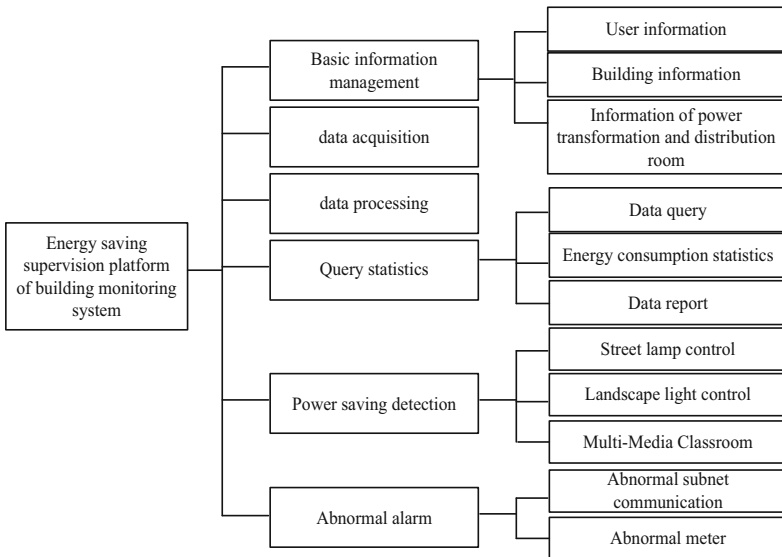 Energy saving
supervision platform
of building monitoring
system
Basic information
management
data acquisition
data processing
Query statistics
Power saving detection
Abnormal alarm
User information
Building information
Information of power
transformation and distribution
room
Data query
Energy consumption statistics
Data report
Street lamp control
Landscape light control
Multi-Media Classroom
Abnormal subnet
communication
Abnormal meter